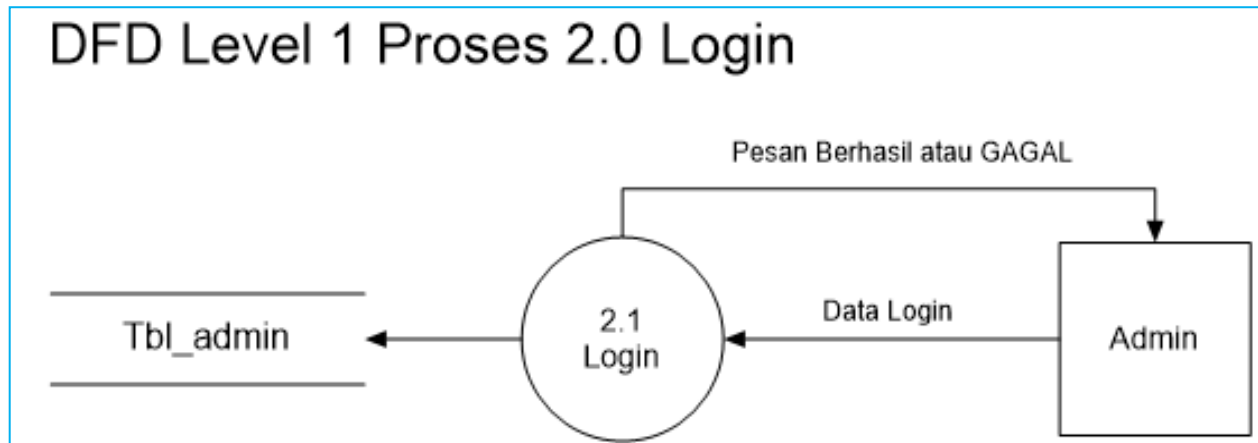 DFD Level 1 Proses 2.0 Login
Pesan Berhasil atau GAGAL
Tbl_admin
2.1
Login
Data Login
Admin